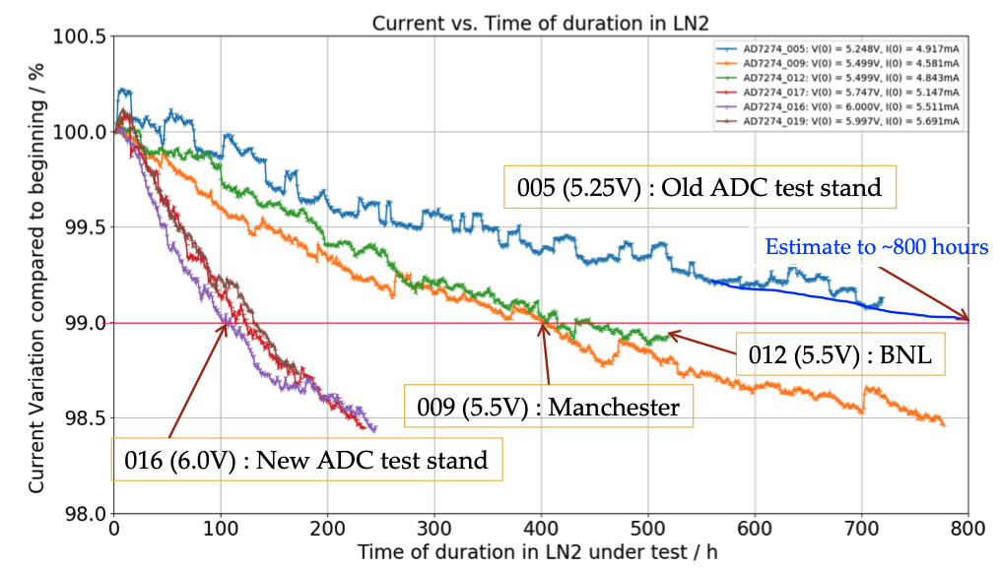 Current vs. Time of duration in LN2
Current Variation compared to beginning / %
100.5
100.0
99.5
99.0
98.5
98.0
AD7274_005: V(0) = 5.248V, I(0) = 4.917mA
AD7274_009: V(0) = 5.499V, I(0) = 4.581mA
AD7274_012: V(0) = 5.499V, I(0) = 4.843mA
AD7274_017: V(0) = 5.747V, I(0) = 5.147mA
AD7274_016: V(0) = 6.000V, I(0) = 5.511mA
AD7274_019: V(0) = 5.997V, I(0) = 5.691mA
005 (5.25V) : Old ADC test stand
Estimate to ~800 hours
012 (5.5V) : BNL
009 (5.5V) : Manchester
016 (6.0V) : New ADC test stand
0 100 200 300 400 500 600 700 800
Time of duration in LN2 under test / h